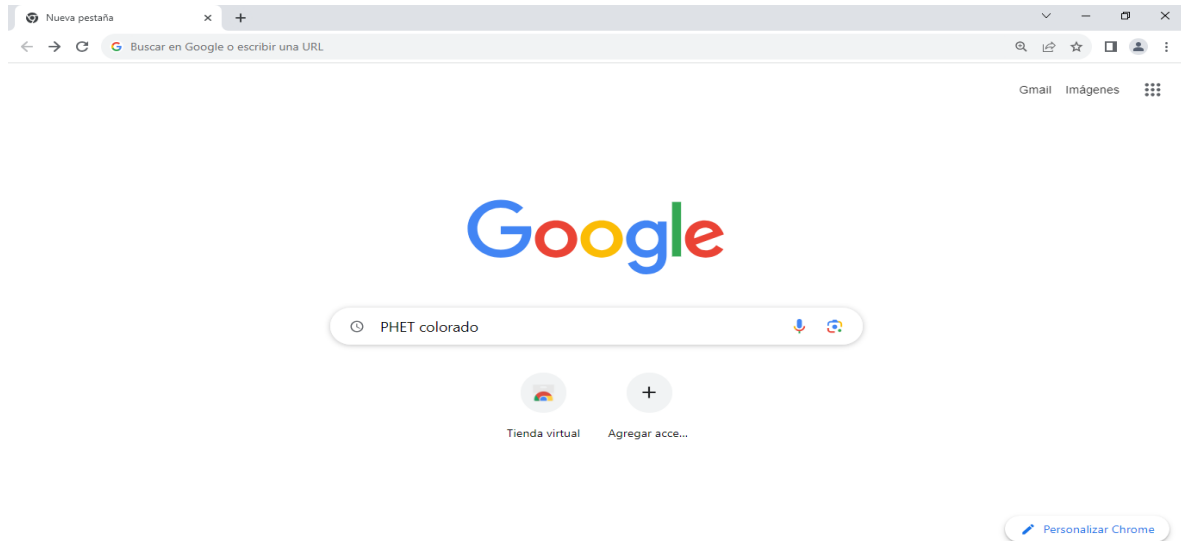 Nueva pestaña
Buscar en Google o escribir una URL
Gmail Imágenes
Google
PHET colorado
Tienda virtual Agregar acce...
Personalizar Chrome